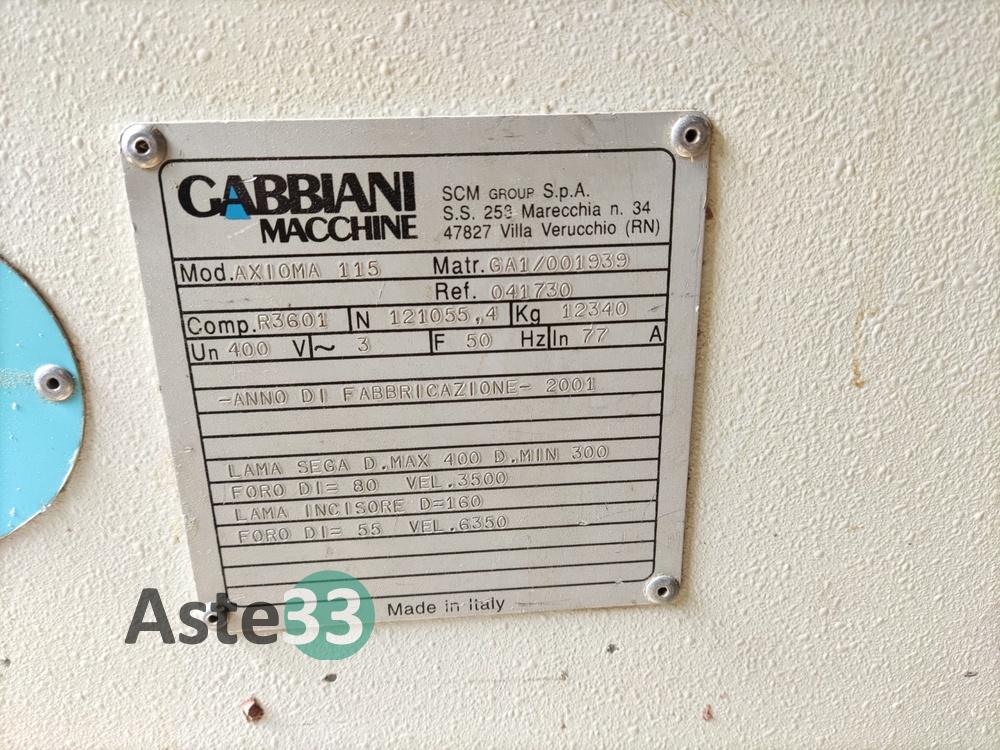 GABBIANI
MACCHINE
SCM GROUP S.p.A.
S.S. 258 Marecchia n. 34
47827 Villa Verucchio (RN)
Mod. AXIOMA 115 Matr. GA1/001939
Ref. 041730
Comp. R3601 N 121055,4 Kg 12340
Un 400 V ~ 3 F 50 Hz In 77 A
-ANNO DI FABBRICAZIONE- 2001
LAMA SEGA D.MAX 400 D.MIN 300
FORO DI= 80 VEL.3500
LAMA INCISORE D=160
FORO DI= 55 VEL.6350
Made in Italy
Aste33